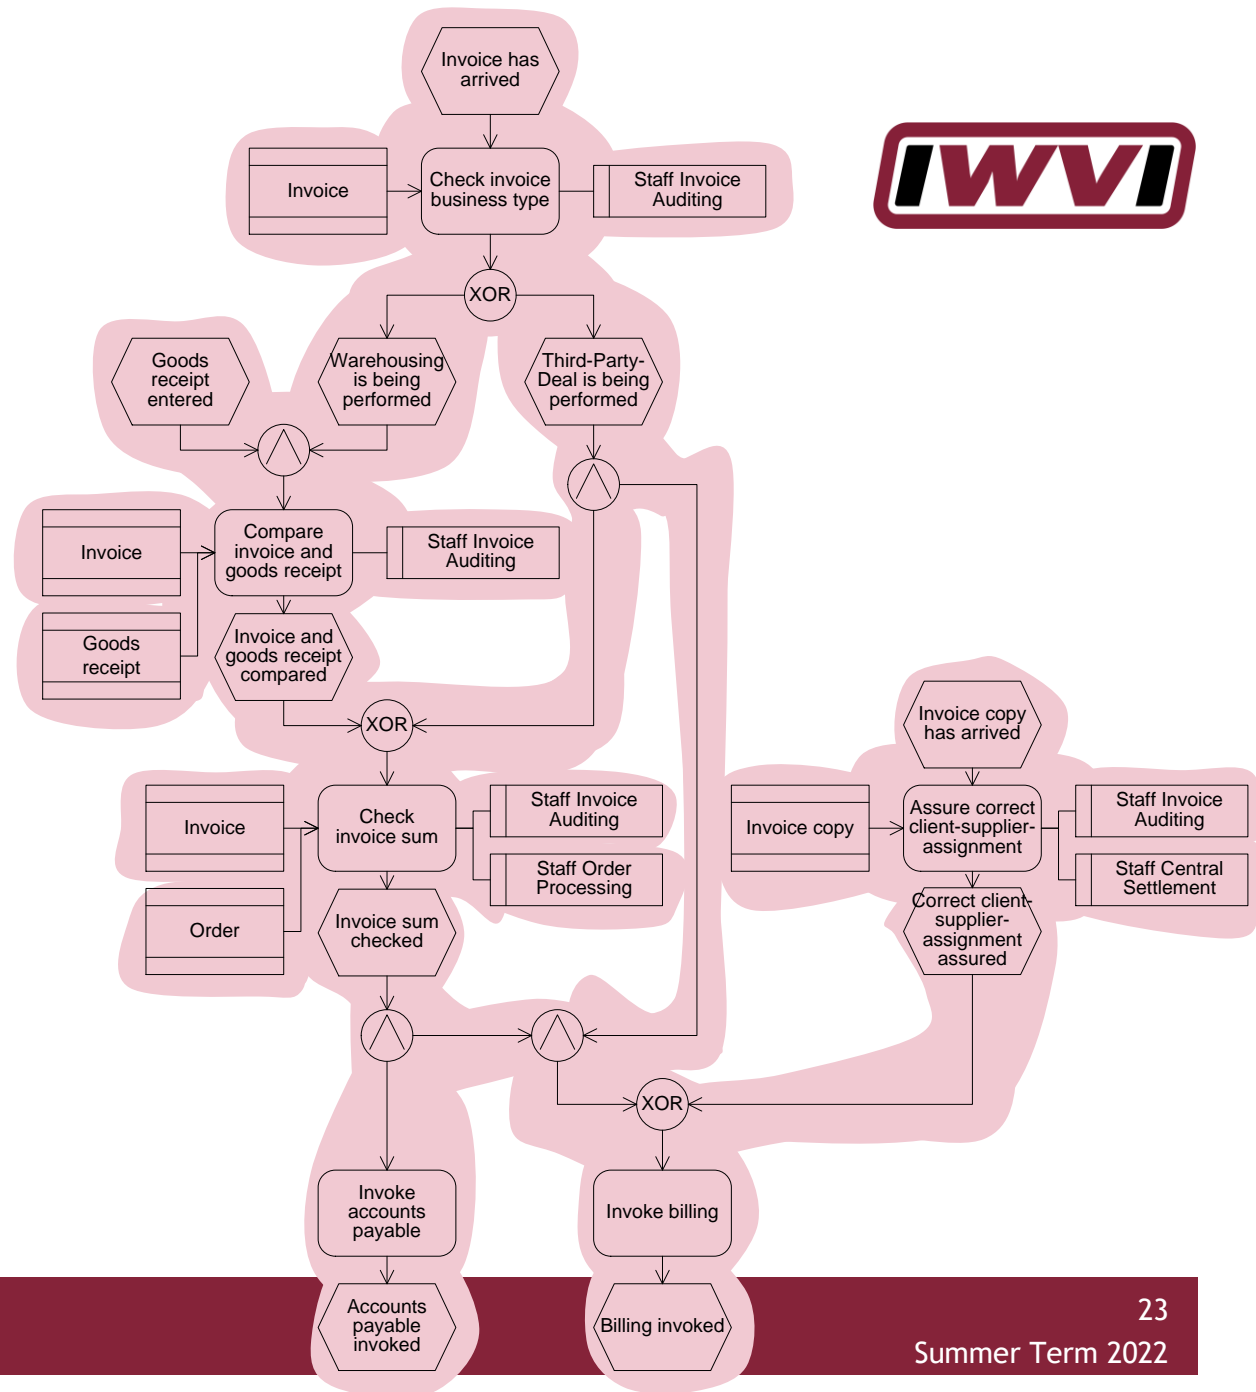 Invoice has
arrived
IWVI
Invoice
Check invoice
business type
Staff Invoice
Auditing
XOR
Goods
receipt
entered
Warehousing
is being
performed
Third-Party-
Deal is being
performed
Invoice
Compare
invoice and
goods receipt
Staff Invoice
Auditing
Goods
receipt
Invoice and
goods receipt
compared
XOR
Invoice copy
has arrived
Invoice
Check
invoice sum
Staff Invoice
Auditing
Staff Order
Processing
Invoice copy
Assure correct
client-supplier-
assignment
Staff Invoice
Auditing
Staff Central
Settlement
Order
Invoice sum
checked
Correct client-
supplier-
assignment
assured
XOR
Invoke
accounts
payable
Invoke billing
Accounts
payable
invoked
Billing invoked
23
Summer Term 2022